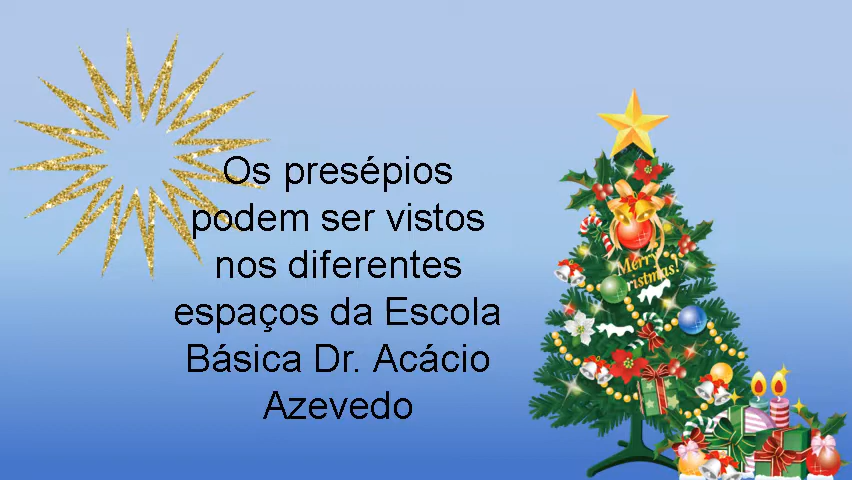 Os presépios
podem ser vistos
nos diferentes
espaços da Escola
Básica Dr. Acácio
Azevedo
Merry
Christmas!